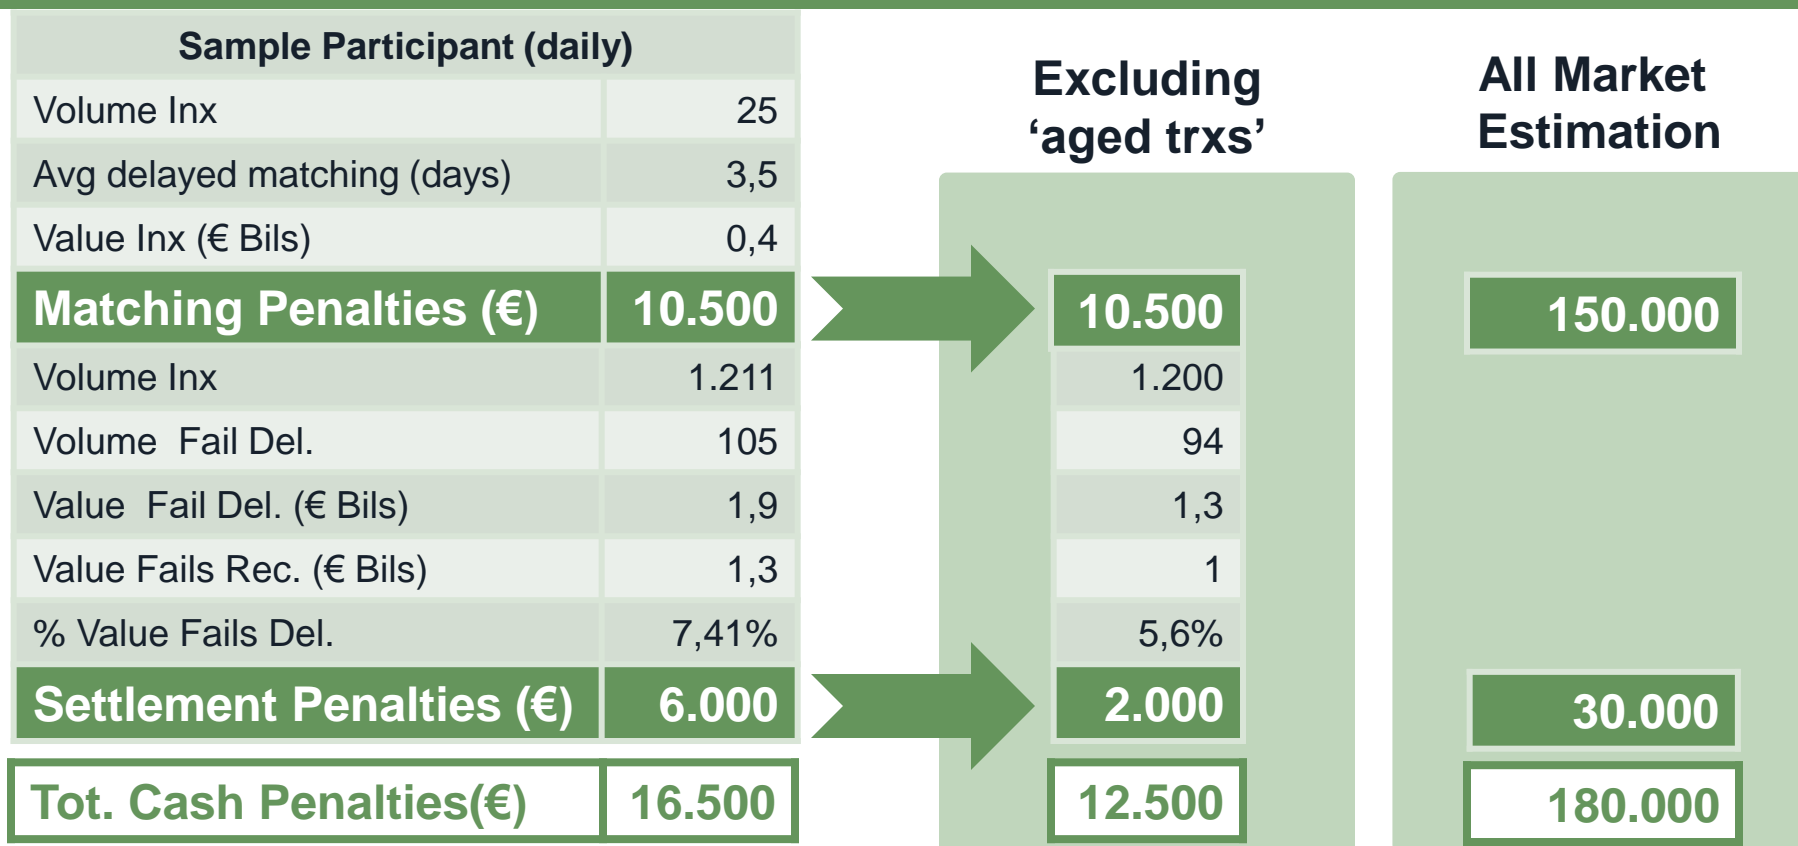 Sample Participant (daily)
Excluding
‘aged trxs’
All Market
Estimation
Volume Inx 25
Avg delayed matching (days) 3,5
Value Inx (€ Bils) 0,4
Matching Penalties (€) 10.500 10.500 150.000
Volume Inx 1.211 1.200
Volume Fail Del. 105 94
Value Fail Del. (€ Bils) 1,9 1,3
Value Fails Rec. (€ Bils) 1,3 1
% Value Fails Del. 7,41% 5,6%
Settlement Penalties (€) 6.000 2.000 30.000
Tot. Cash Penalties(€) 16.500 12.500 180.000